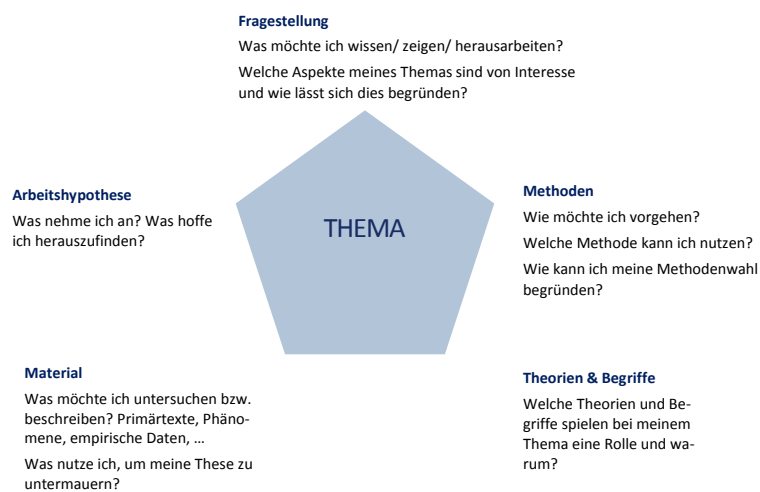 Fragestellung
Was möchte ich wissen/ zeigen/ herausarbeiten?
Welche Aspekte meines Themas sind von Interesse
und wie lässt sich dies begründen?
Arbeitshypothese
Was nehme ich an? Was hoffe
ich herauszufinden?
THEMA
Methoden
Wie möchte ich vorgehen?
Welche Methode kann ich nutzen?
Wie kann ich meine Methodenwahl
begründen?
Material
Was möchte ich untersuchen bzw.
beschreiben? Primärtexte, Phäno-
mene, empirische Daten, …
Was nutze ich, um meine These zu
untermauern?
Theorien & Begriffe
Welche Theorien und Be-
griffe spielen bei meinem
Thema eine Rolle und wa-
rum?